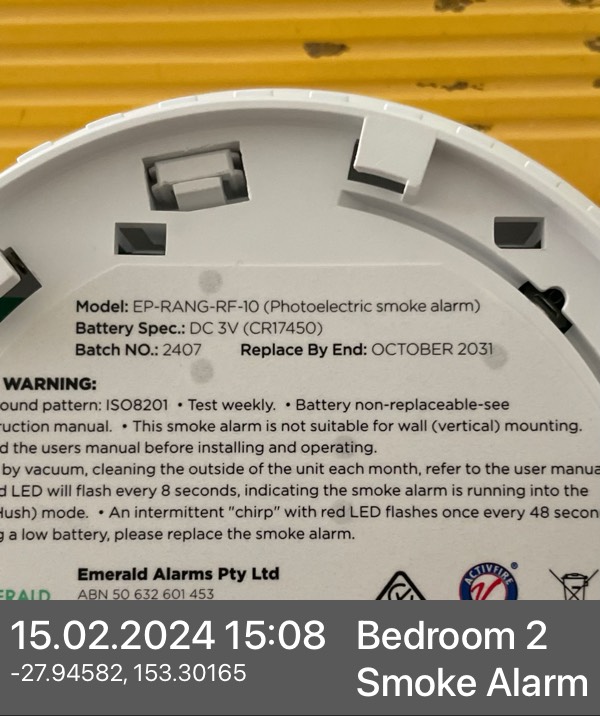 Model: EP-RANG-RF-10 (Photoelectric smoke alarm)
Battery Spec.: DC 3V (CR17450)
Batch NO.: 2407 Replace By End: OCTOBER 2031
WARNING:
ound pattern: ISO8201 • Test weekly. • Battery non-replaceable-see
ruction manual. • This smoke alarm is not suitable for wall (vertical) mounting.
d the users manual before installing and operating.
by vacuum, cleaning the outside of the unit each month, refer to the user manua
d LED will flash every 8 seconds, indicating the smoke alarm is running into the
Hush) mode. • An intermittent "chirp" with red LED flashes once every 48 secon
g a low battery, please replace the smoke alarm.
Emerald Alarms Pty Ltd
ERALD ABN 50 632 601 453
ACTIVFIRE®
15.02.2024 15:08 Bedroom 2
-27.94582, 153.30165 Smoke Alarm